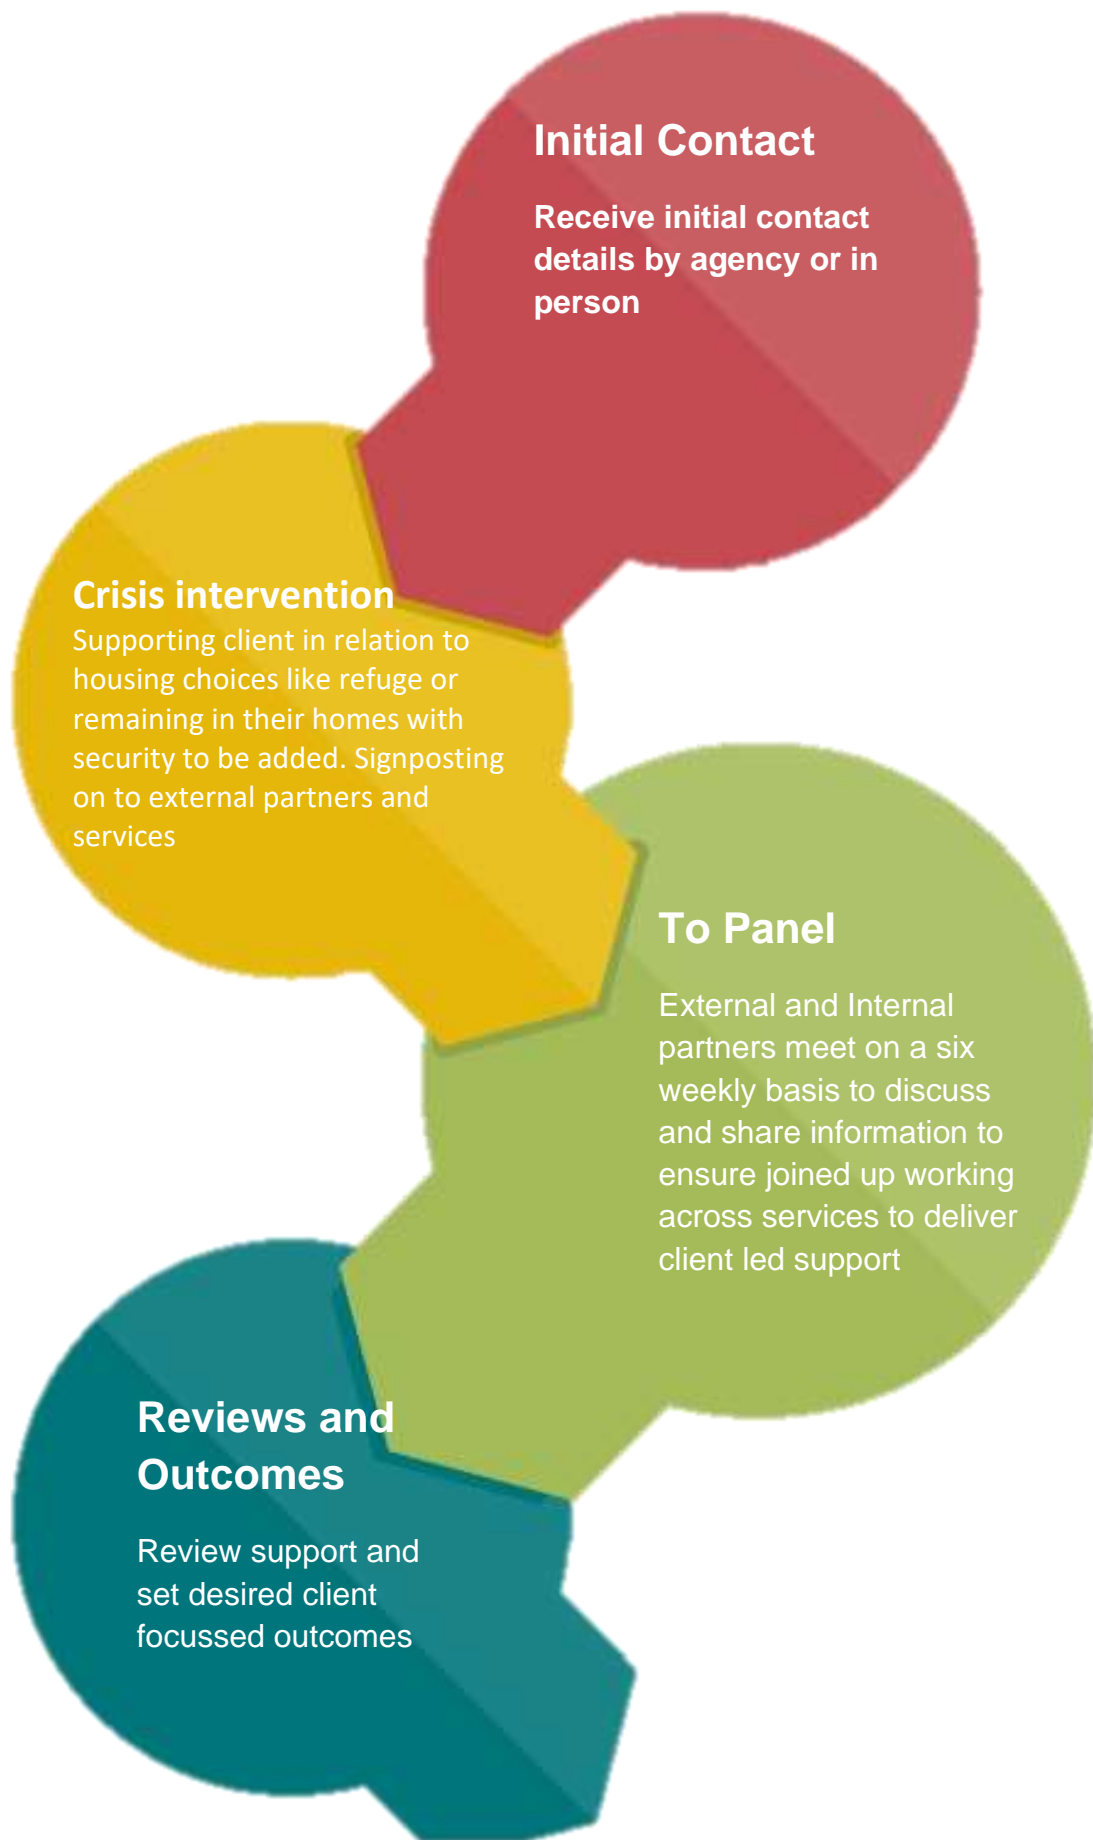 Initial Contact
Receive initial contact
details by agency or in
person
Crisis intervention
Supporting client in relation to
housing choices like refuge or
remaining in their homes with
security to be added. Signposting
on to external partners and
services
To Panel
External and Internal
partners meet on a six
weekly basis to discuss
and share information to
ensure joined up working
across services to deliver
client led support
Reviews and
Outcomes
Review support and
set desired client
focussed outcomes